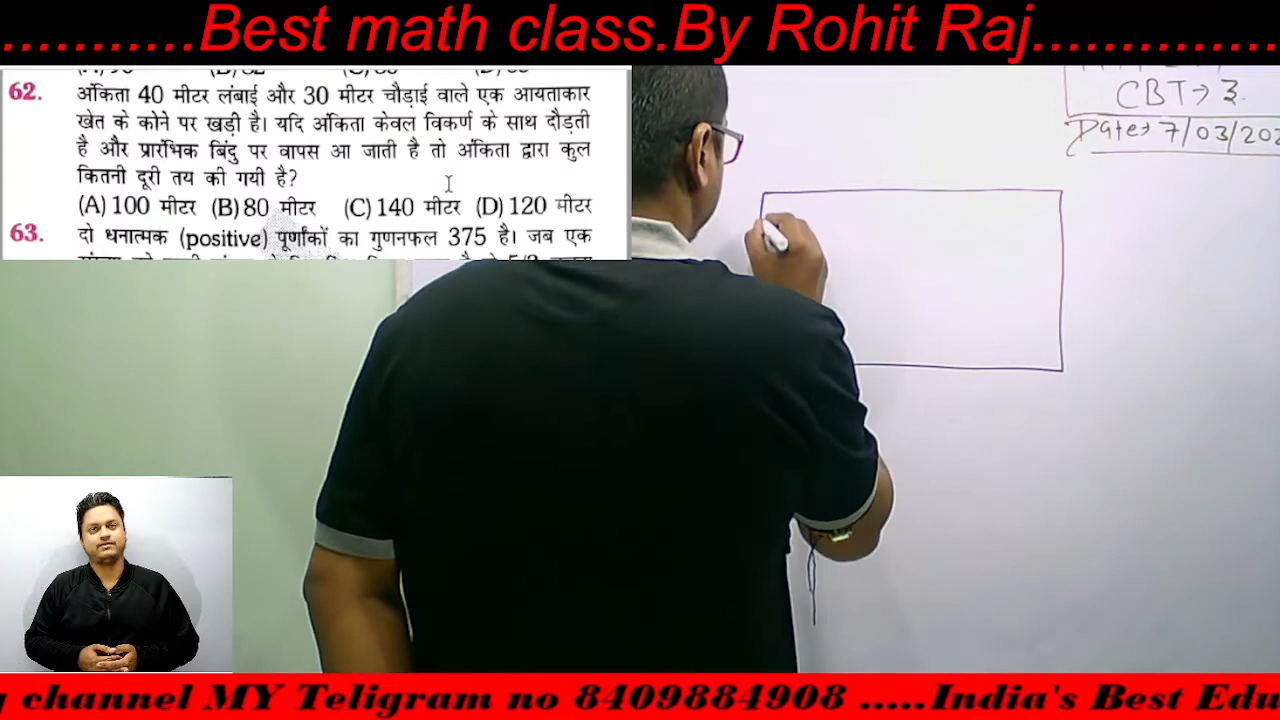 ...........Best math class.By Rohit Raj..............
62. अंकिता 40 मीटर लंबाई और 30 मीटर चौड़ाई वाले एक आयताकार
खेत के कोने पर खड़ी है। यदि अंकिता केवल विकर्ण के साथ दौड़ती
है और प्रारंभिक बिंदु पर वापस आ जाती है तो अंकिता द्वारा कुल
कितनी दूरी तय की गयी है?
(A) 100 मीटर (B) 80 मीटर (C) 140 मीटर (D) 120 मीटर
63. दो धनात्मक (positive) पूर्णांकों का गुणनफल 375 है। जब एक
CBT→ 3.
Date→ 7/03/202
channel MY Teligram no 8409884908 .....India's Best Edu